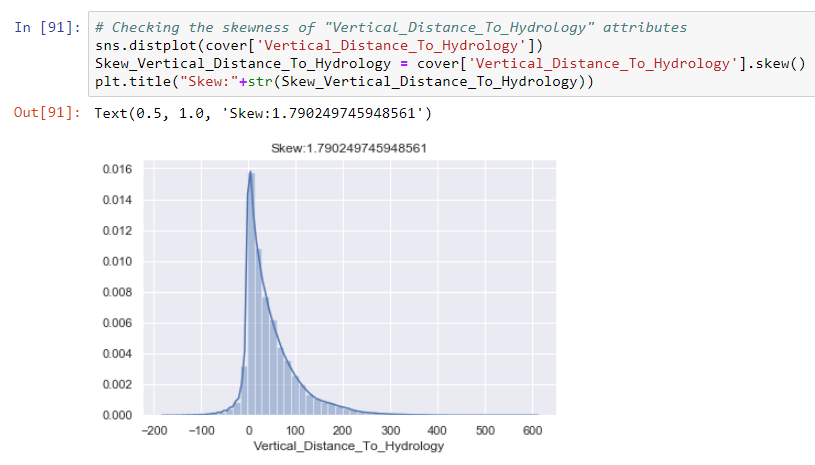 In [91]: # Checking the skewness of "Vertical_Distance_To_Hydrology" attributes
sns.distplot(cover['Vertical_Distance_To_Hydrology'])
Skew_Vertical_Distance_To_Hydrology = cover['Vertical_Distance_To_Hydrology'].skew()
plt.title("Skew:"+str(Skew_Vertical_Distance_To_Hydrology))
Out[91]: Text(0.5, 1.0, 'Skew:1.790249745948561')
Skew:1.790249745948561
0.016
0.014
0.012
0.010
0.008
0.006
0.004
0.002
0.000
−200 −100 0 100 200 300 400 500 600
Vertical_Distance_To_Hydrology